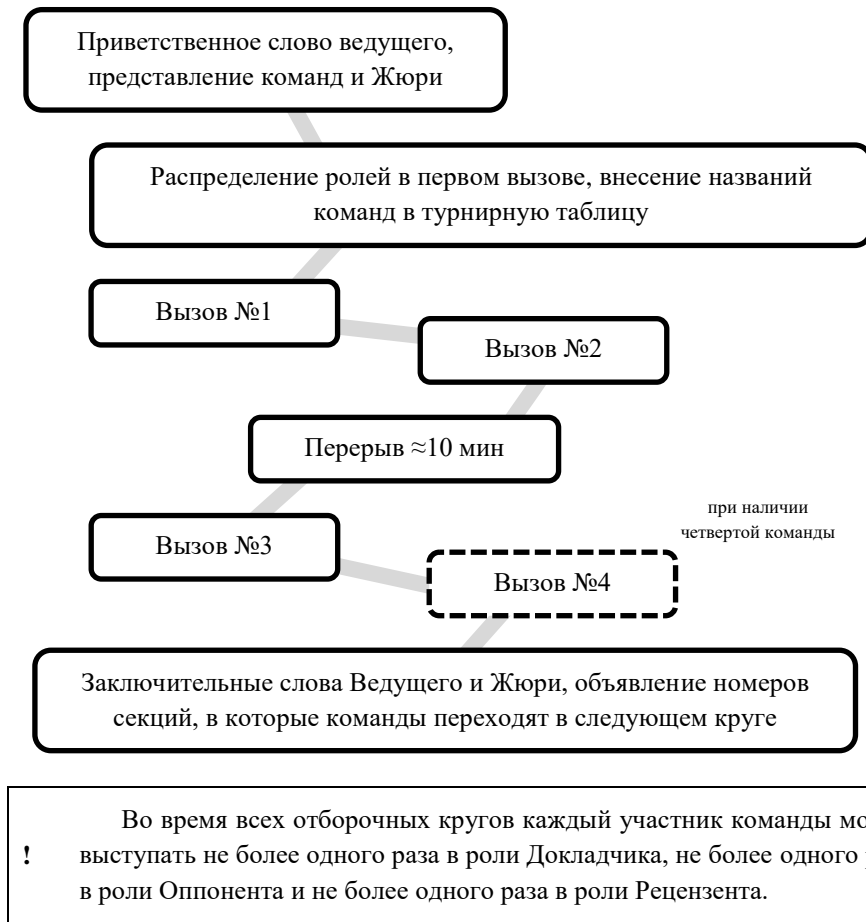 Приветственное слово ведущего,
представление команд и Жюри
Распределение ролей в первом вызове, внесение названий
команд в турнирную таблицу
Вызов №1
Вызов №2
Перерыв ≈10 мин
при наличии
четвертой команды
Вызов №3
Вызов №4
Заключительные слова Ведущего и Жюри, объявление номеров
секций, в которые команды переходят в следующем круге
Во время всех отборочных кругов каждый участник команды
! выступать не более одного раза в роли Докладчика, не более одного
в роли Оппонента и не более одного раза в роли Рецензента.